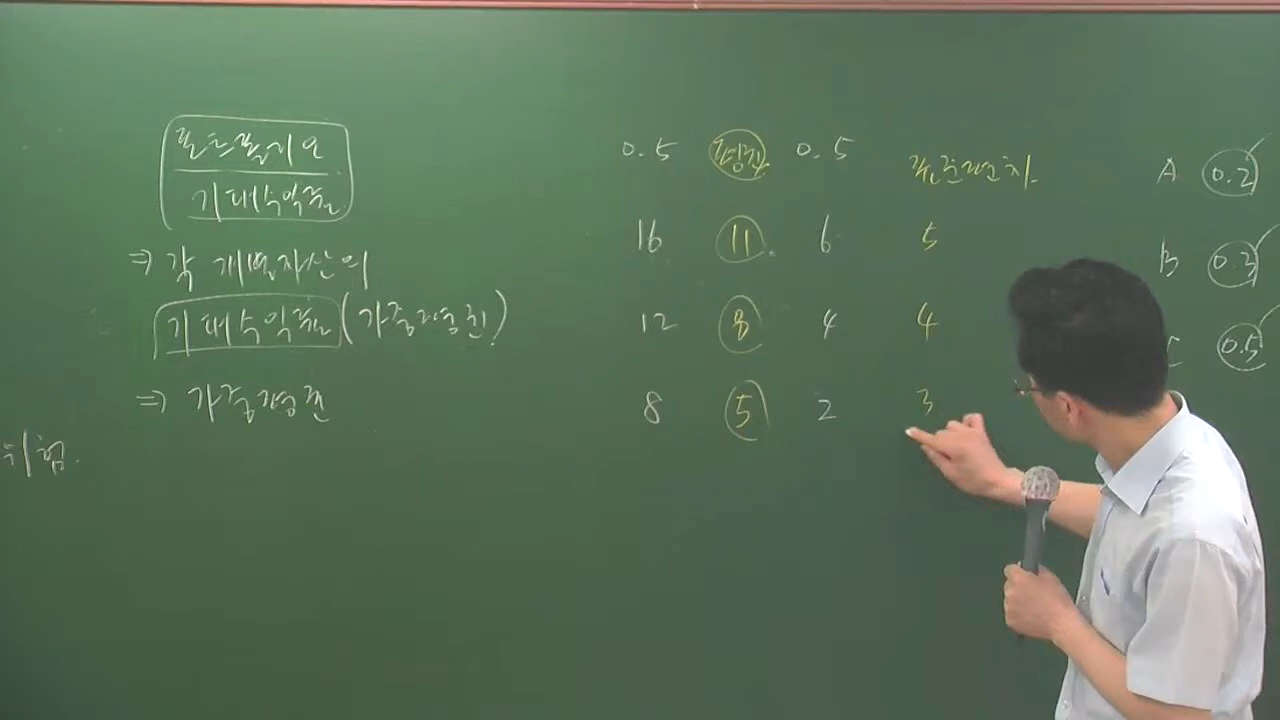 포트폴리오
기대수익률
⇒ 각 개별자산의
기대수익률 (가중평균)
⇒ 가중평균
위험.
0.5 평균 0.5 표준편차
16 11 6 5
12 8 4 4
8 5 2 3
A 0.2
B 0.3
C 0.5